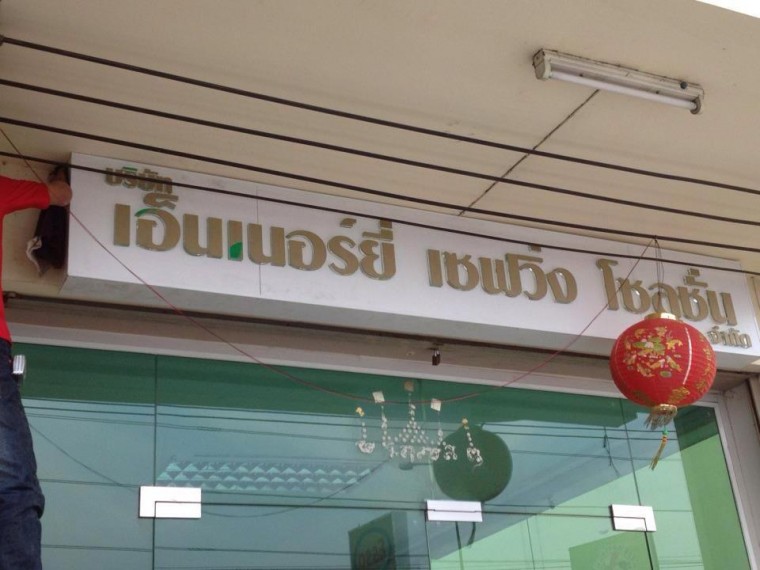 บริษัท
เอ็นเนอร์ยี่ เซฟวิ่ง โซลูชั่น
จำกัด